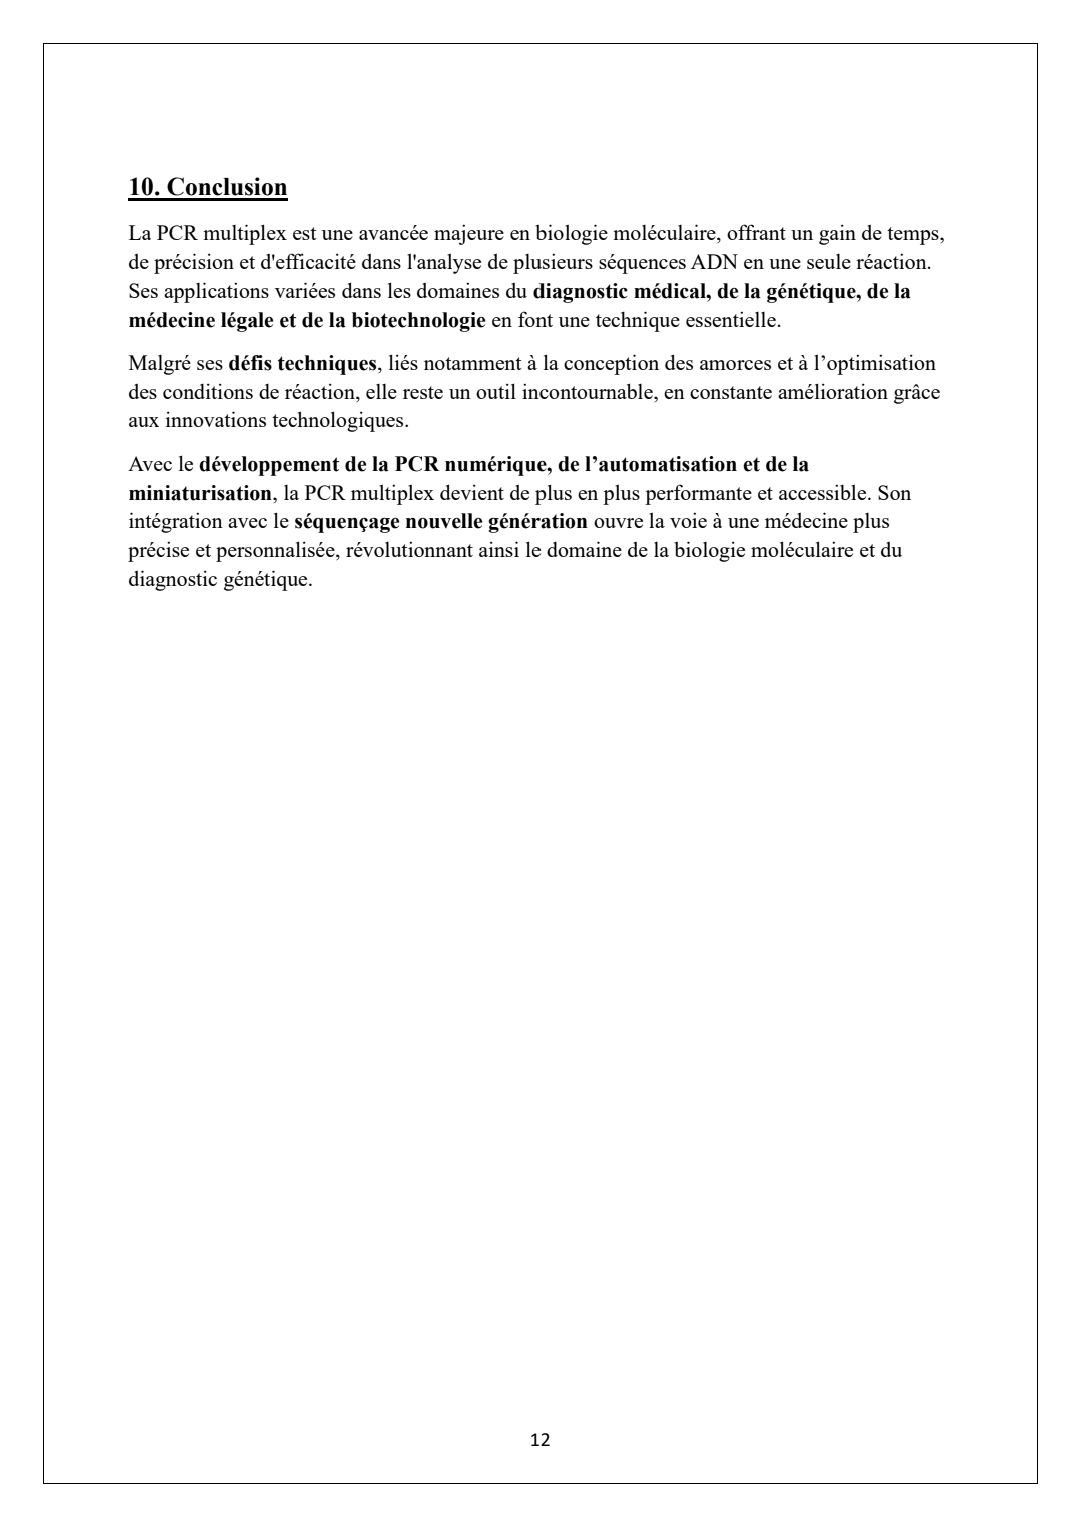 10. Conclusion
La PCR multiplex est une avancée majeure en biologie moléculaire, offrant un gain de temps,
de précision et d'efficacité dans l'analyse de plusieurs séquences ADN en une seule réaction.
Ses applications variées dans les domaines du diagnostic médical, de la génétique, de la
médecine légale et de la biotechnologie en font une technique essentielle.
Malgré ses défis techniques, liés notamment à la conception des amorces et à l’optimisation
des conditions de réaction, elle reste un outil incontournable, en constante amélioration grâce
aux innovations technologiques.
Avec le développement de la PCR numérique, de l’automatisation et de la
miniaturisation, la PCR multiplex devient de plus en plus performante et accessible. Son
intégration avec le séquençage nouvelle génération ouvre la voie à une médecine plus
précise et personnalisée, révolutionnant ainsi le domaine de la biologie moléculaire et du
diagnostic génétique.
12